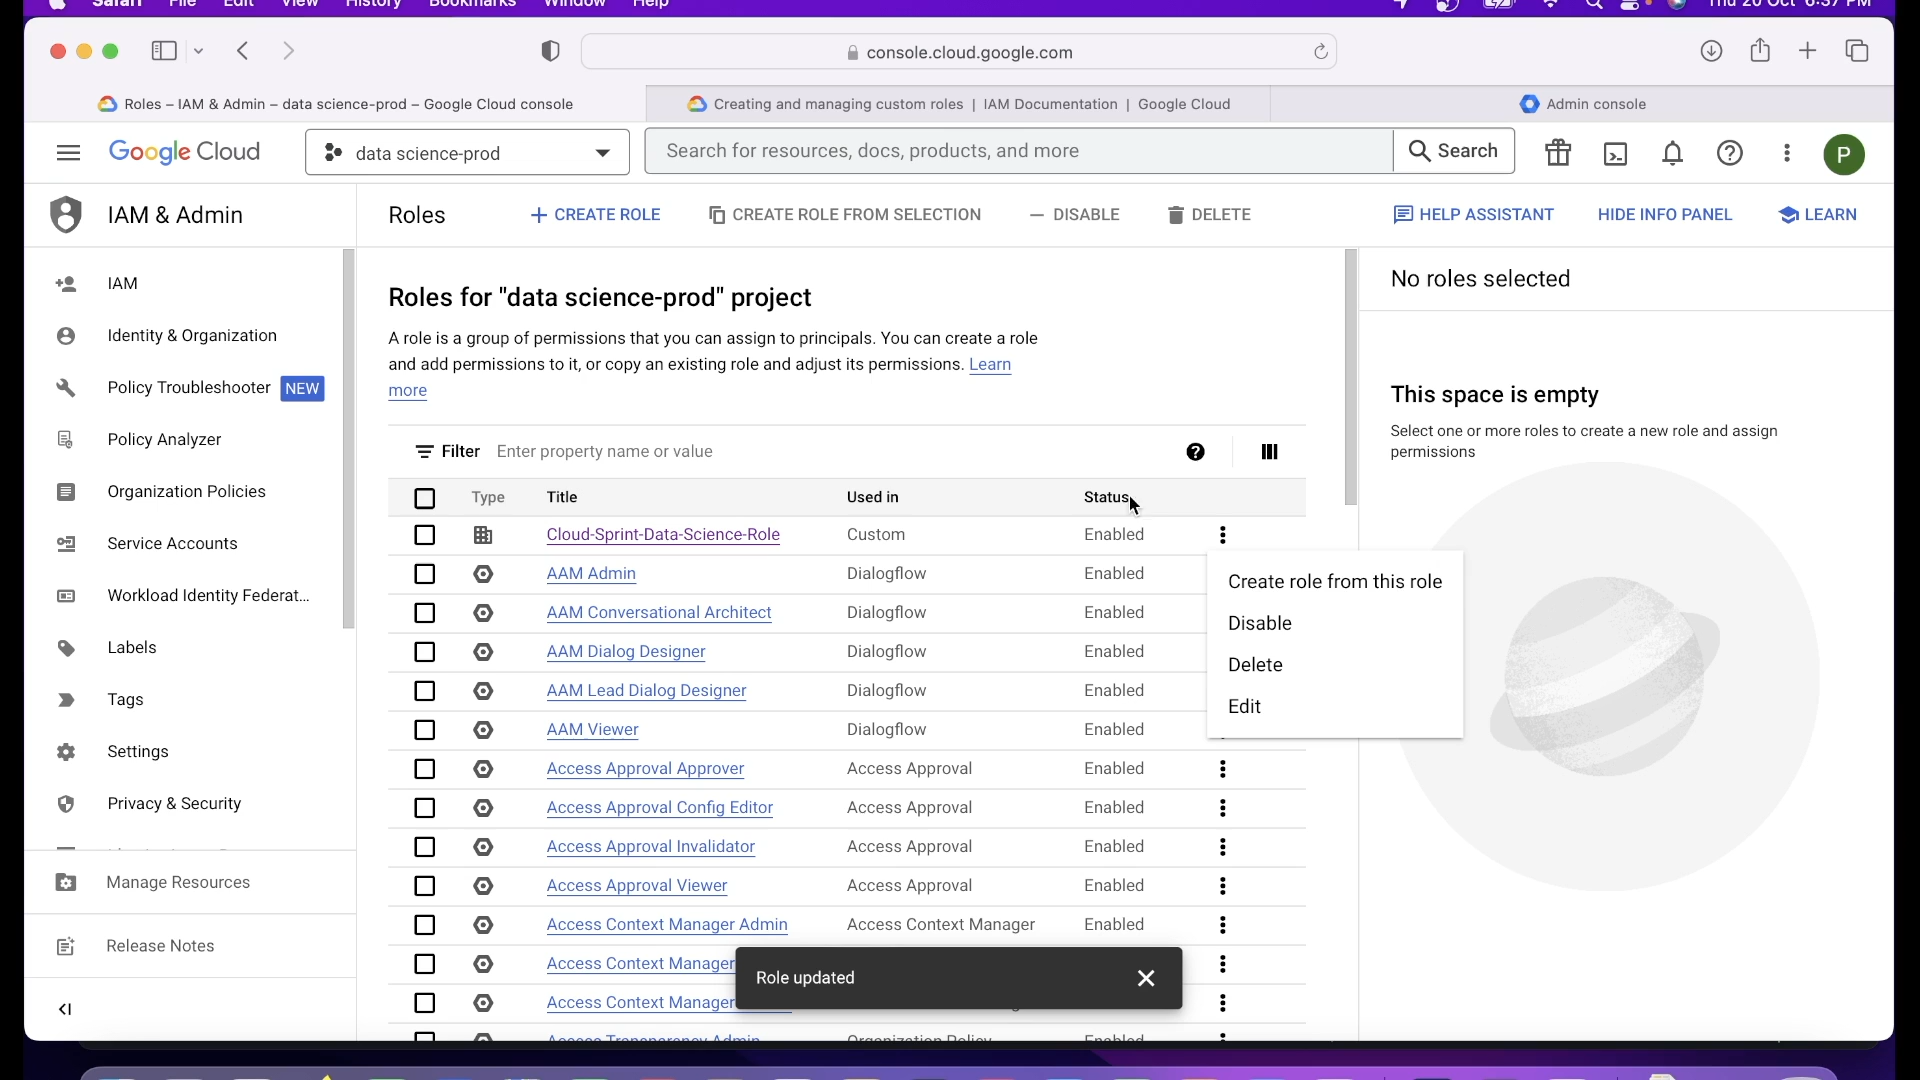 Safari File Edit View History Bookmarks Window Help Thu 20 Oct 6:37 PM
console.cloud.google.com
Roles – IAM & Admin – data science-prod – Google Cloud console
Creating and managing custom roles | IAM Documentation | Google Cloud
Admin console
Google Cloud
data science-prod
Search for resources, docs, products, and more
Search
P
IAM & Admin
Roles
CREATE ROLE
CREATE ROLE FROM SELECTION
DISABLE
DELETE
HELP ASSISTANT
HIDE INFO PANEL
LEARN
IAM
Identity & Organization
Policy Troubleshooter NEW
Policy Analyzer
Organization Policies
Service Accounts
Workload Identity Federat...
Labels
Tags
Settings
Privacy & Security
Manage Resources
Release Notes
Roles for "data science-prod" project
A role is a group of permissions that you can assign to principals. You can create a role
and add permissions to it, or copy an existing role and adjust its permissions. Learn
more
Filter Enter property name or value
Type Title Used in Status
Cloud-Sprint-Data-Science-Role Custom Enabled
AAM Admin Dialogflow Enabled
AAM Conversational Architect Dialogflow Enabled
AAM Dialog Designer Dialogflow Enabled
AAM Lead Dialog Designer Dialogflow Enabled
AAM Viewer Dialogflow Enabled
Access Approval Approver Access Approval Enabled
Access Approval Config Editor Access Approval Enabled
Access Approval Invalidator Access Approval Enabled
Access Approval Viewer Access Approval Enabled
Access Context Manager Admin Access Context Manager Enabled
Access Context Manager
Access Context Manager
Access Transparency Admin Organization Policy Enabled
Create role from this role
Disable
Delete
Edit
Role updated
No roles selected
This space is empty
Select one or more roles to create a new role and assign
permissions